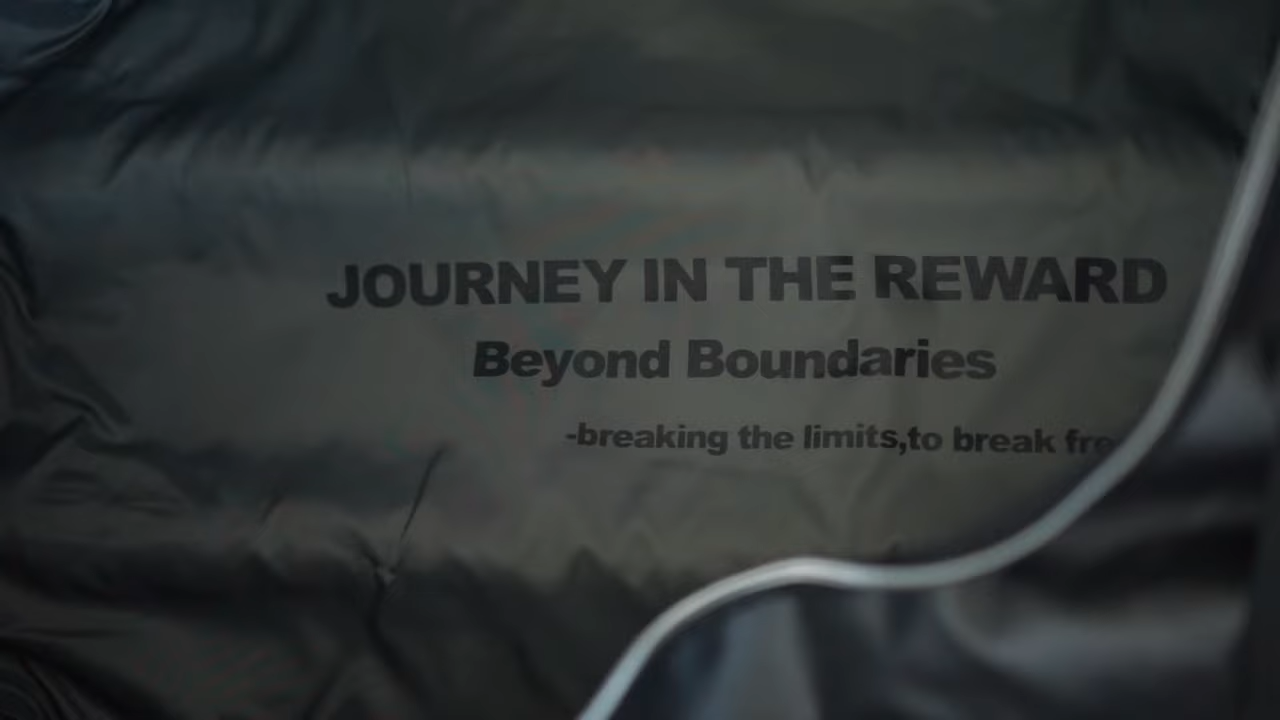 JOURNEY IN THE REWARD
Beyond Boundaries
-breaking the limits,to break